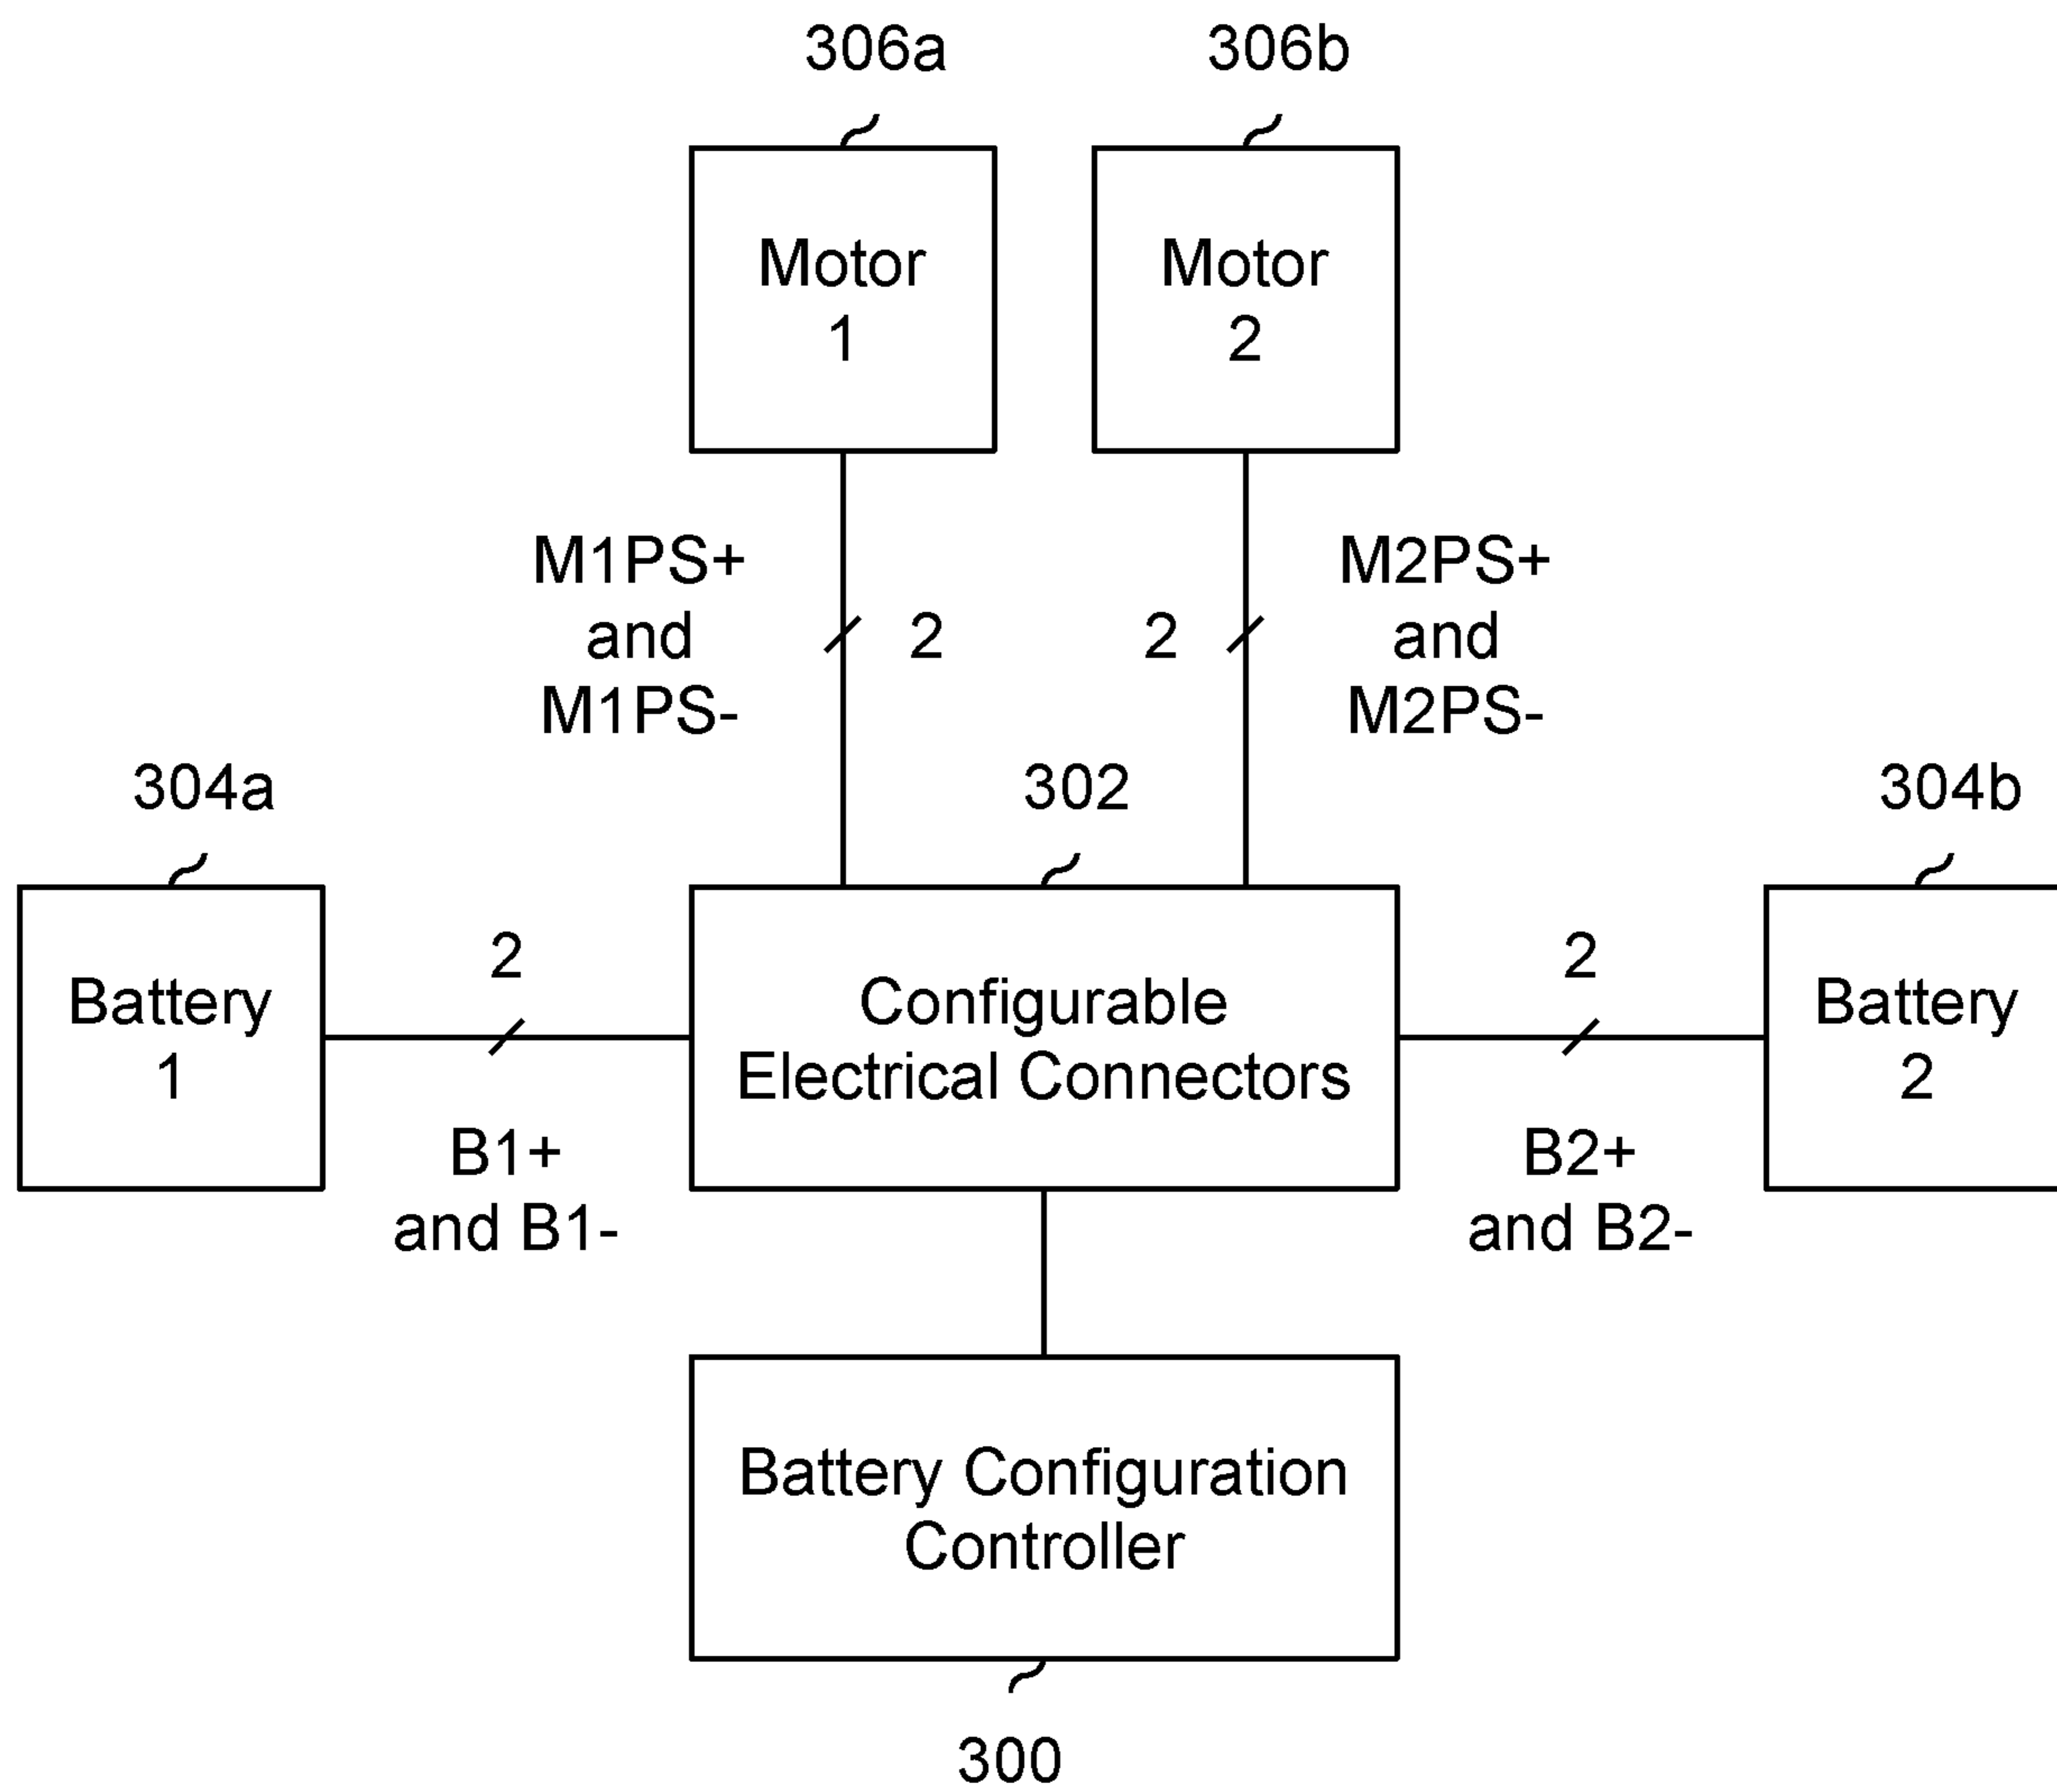 306a
306b
Motor
1
Motor
2
M1PS+
and
M1PS-
2
2
M2PS+
and
M2PS-
304a
302
304b
Battery
1
2
B1+
and B1-
Configurable
Electrical Connectors
2
B2+
and B2-
Battery
2
Battery Configuration
Controller
300